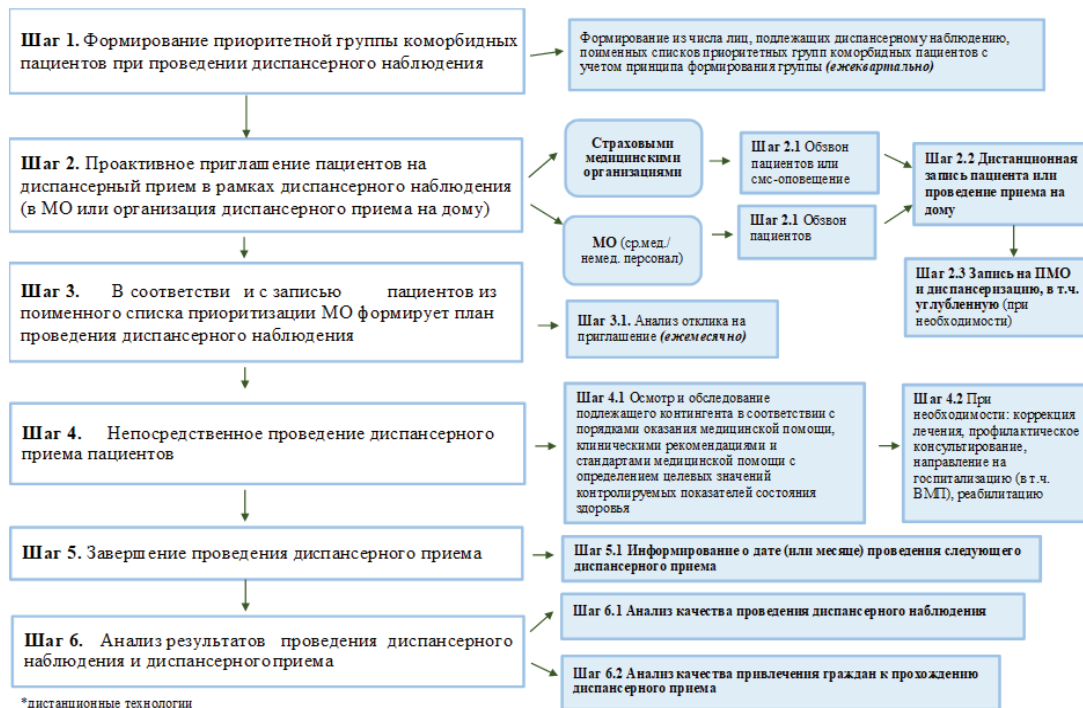 Шаг 1. Формирование приоритетной группы коморбидных
пациентов при проведении диспансерного наблюдения
Формирование из числа лиц, подлежащих диспансерному наблюдению,
поименных списков приоритетных групп коморбидных пациентов с
учетом принципа формирования группы (ежеквартально)
Шаг 2. Проактивное приглашение пациентов на
диспансерный прием в рамках диспансерного наблюдения
(в МО или организация диспансерного приема на дому)
Страховыми
медицинскими
организациями
Шаг 2.1 Обзвон
пациентов или
смс-оповещение
МО (ср.мед./
немед. персонал)
Шаг 2.1 Обзвон
пациентов
Шаг 2.2 Дистанционная
запись пациента или
проведение приема на
дому
Шаг 2.3 Запись на ПМО
и диспансеризацию, в т.ч.
углубленную (при
необходимости)
Шаг 3. В соответстви и с записью пациентов из
поименного списка приоритизации МО формирует план
проведения диспансерного наблюдения
Шаг 3.1. Анализ отклика на
приглашение (ежемесячно)
Шаг 4. Непосредственное проведение диспансерного
приема пациентов
Шаг 4.1 Осмотр и обследование
подлежащего контингента в соответствии с
порядками оказания медицинской помощи,
клиническими рекомендациями и
стандартами медицинской помощи с
определением целевых значений
контролируемых показателей состояния
здоровья
Шаг 4.2 При
необходимости: коррекция
лечения, профилактическое
консультирование,
направление на
госпитализацию (в т.ч.
ВМП), реабилитацию
Шаг 5. Завершение проведения диспансерного приема
Шаг 5.1 Информирование о дате (или месяце) проведения следующего
диспансерного приема
Шаг 6. Анализ результатов проведения диспансерного
наблюдения и диспансерного приема
Шаг 6.1 Анализ качества проведения диспансерного наблюдения
Шаг 6.2 Анализ качества привлечения граждан к прохождению
диспансерного приема
*дистанционные технологии